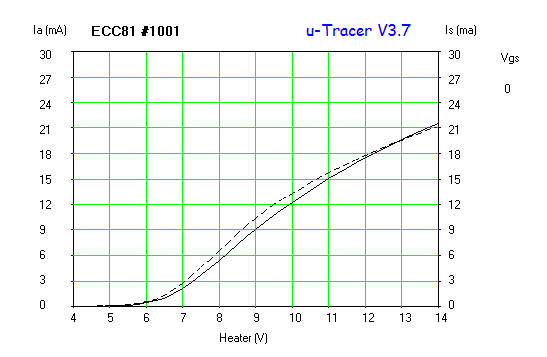 Ia (mA) ECC81 #1001 u-Tracer V3.7 Is (ma)
30 30 Vgs
27 27
24 24 0
21 21
18 18
15 15
12 12
9 9
6 6
3 3
0 0
4 5 6 7 8 9 10 11 12 13 14
Heater (V)